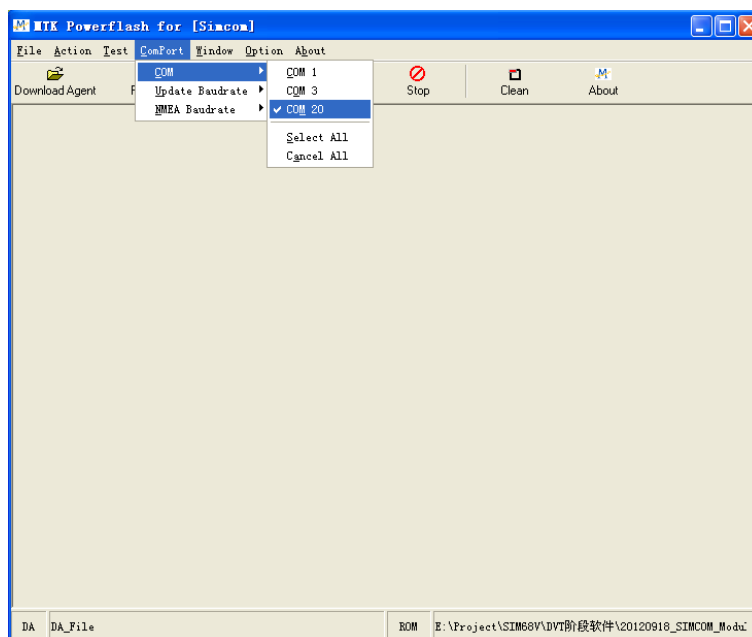 MTK Powerflash for [Simcom]
File Action Test ComPort Window Option About
Download Agent
Stop
Clean
About
COM
Update Baudrate
NMEA Baudrate
COM 1
COM 3
COM 20
Select All
Cancel All
DA DA_File ROM E:\Project\SIM68V\DVT阶段软件\20120918_SIMCOM_Modu